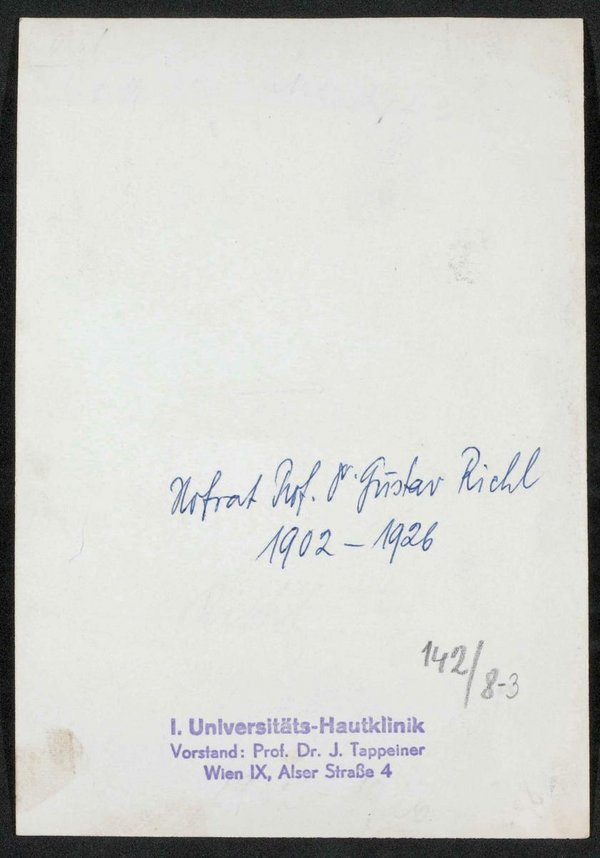 Hofrat Prof. Dr. Gustav Riehl
1902 – 1926
142/8-3
I. Universitäts-Hautklinik
Vorstand: Prof. Dr. J. Tappeiner
Wien IX, Alser Straße 4